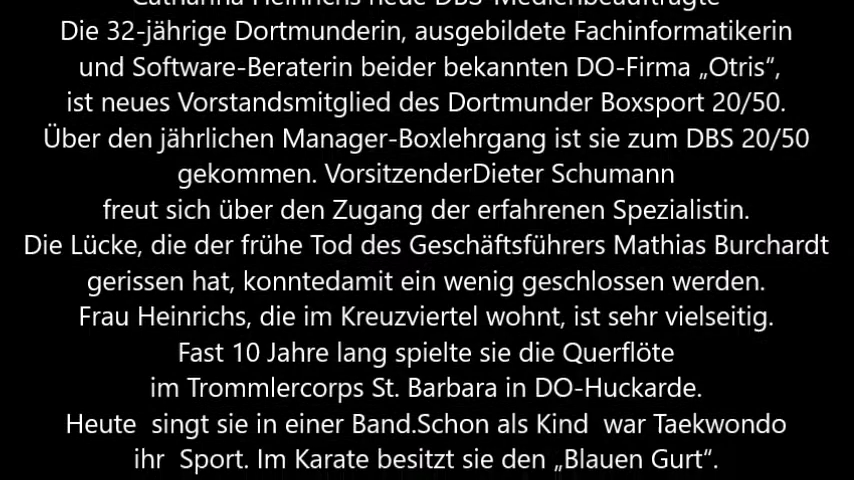 Catharina Heinrichs neue DBS-Medienbeauftragte
Die 32-jährige Dortmunderin, ausgebildete Fachinformatikerin
und Software-Beraterin beider bekannten DO-Firma „Otris“,
ist neues Vorstandsmitglied des Dortmunder Boxsport 20/50.
Über den jährlichen Manager-Boxlehrgang ist sie zum DBS 20/50
gekommen. VorsitzenderDieter Schumann
freut sich über den Zugang der erfahrenen Spezialistin.
Die Lücke, die der frühe Tod des Geschäftsführers Mathias Burchardt
gerissen hat, konntedamit ein wenig geschlossen werden.
Frau Heinrichs, die im Kreuzviertel wohnt, ist sehr vielseitig.
Fast 10 Jahre lang spielte sie die Querflöte
im Trommlercorps St. Barbara in DO-Huckarde.
Heute  singt sie in einer Band.Schon als Kind  war Taekwondo
ihr  Sport. Im Karate besitzt sie den „Blauen Gurt“.